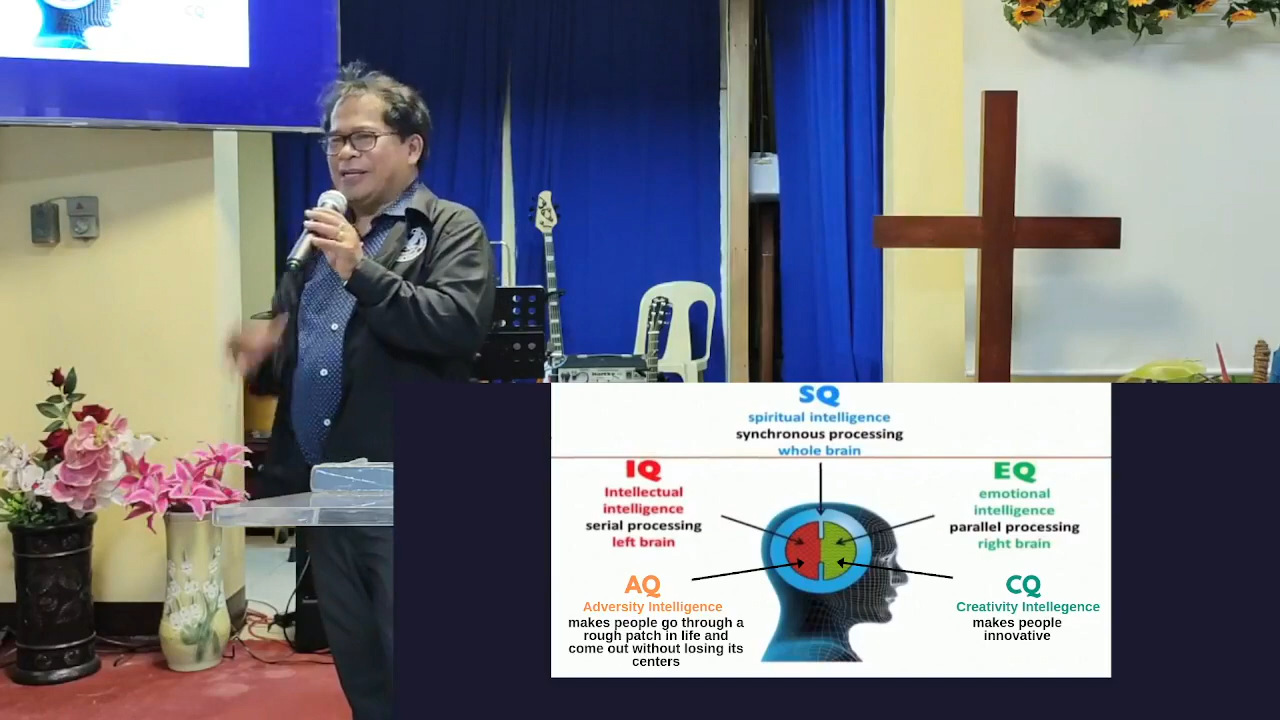 CQ
SQ
spiritual intelligence
synchronous processing
whole brain
IQ
Intellectual
intelligence
serial processing
left brain
EQ
emotional
intelligence
parallel processing
right brain
AQ
Adversity Intelligence
makes people go through a
rough patch in life and
come out without losing its
centers
CQ
Creativity Intellegence
makes people
innovative